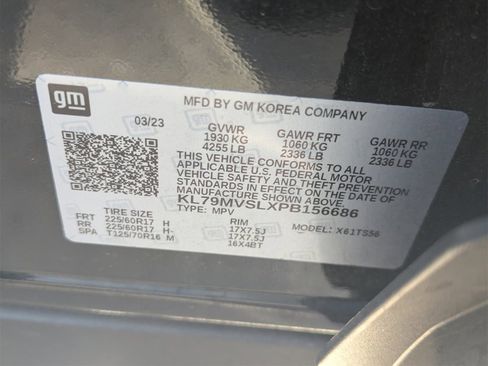 gm
MFD BY GM KOREA COMPANY
03/23 GVWR GAWR FRT GAWR RR
1930 KG 1060 KG 1060 KG
4255 LB 2336 LB 2336 LB
THIS VEHICLE CONFORMS TO ALL
APPLICABLE U.S. FEDERAL MOTOR
VEHICLE SAFETY, BUMPER, AND THEFT
PREVENTION STANDARDS IN EFFECT ON THE
DATE OF MANUFACTURE SHOWN ABOVE.
KL79MVSLXPB156686
TYPE: MPV MODEL: X61TS56
TIRE SIZE RIM
FRT 225/60R17 H 17X7.5J
RR 225/60R17 H 17X7.5J
SPA T125/70R16 M 16X4BT